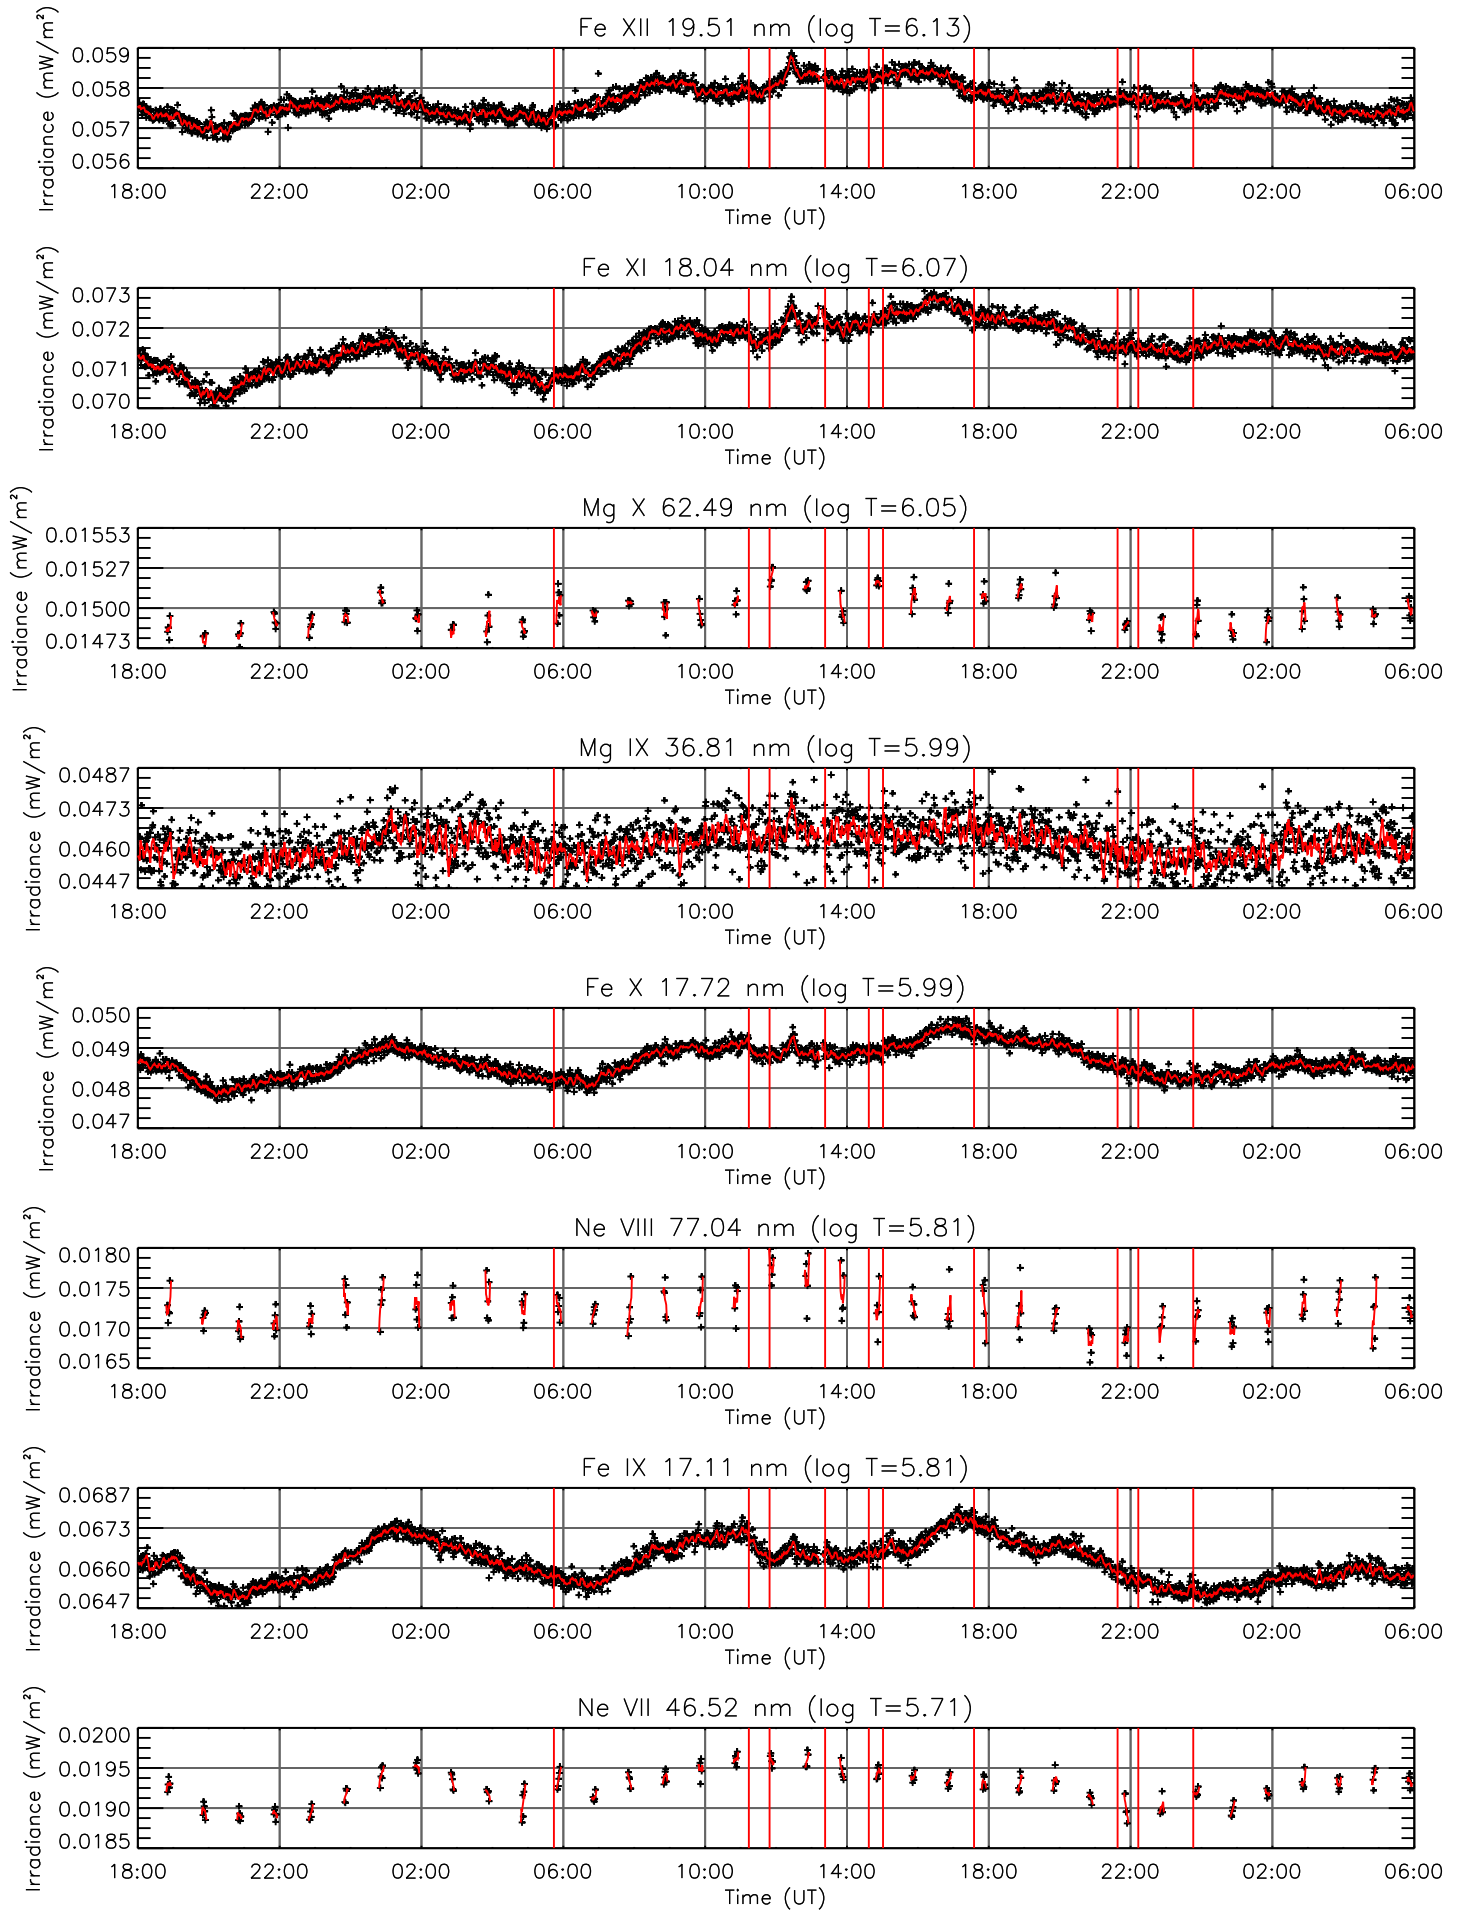 Fe XII 19.51 nm (log T=6.13)
Irradiance (mW/m²)
0.059
0.058
0.057
0.056
18:00 22:00 02:00 06:00 10:00 14:00 18:00 22:00 02:00 06:00
Time (UT)
Fe XI 18.04 nm (log T=6.07)
Irradiance (mW/m²)
0.073
0.072
0.071
0.070
18:00 22:00 02:00 06:00 10:00 14:00 18:00 22:00 02:00 06:00
Time (UT)
Mg X 62.49 nm (log T=6.05)
Irradiance (mW/m²)
0.01553
0.01527
0.01500
0.01473
18:00 22:00 02:00 06:00 10:00 14:00 18:00 22:00 02:00 06:00
Time (UT)
Mg IX 36.81 nm (log T=5.99)
Irradiance (mW/m²)
0.0487
0.0473
0.0460
0.0447
18:00 22:00 02:00 06:00 10:00 14:00 18:00 22:00 02:00 06:00
Time (UT)
Fe X 17.72 nm (log T=5.99)
Irradiance (mW/m²)
0.050
0.049
0.048
0.047
18:00 22:00 02:00 06:00 10:00 14:00 18:00 22:00 02:00 06:00
Time (UT)
Ne VIII 77.04 nm (log T=5.81)
Irradiance (mW/m²)
0.0180
0.0175
0.0170
0.0165
18:00 22:00 02:00 06:00 10:00 14:00 18:00 22:00 02:00 06:00
Time (UT)
Fe IX 17.11 nm (log T=5.81)
Irradiance (mW/m²)
0.0687
0.0673
0.0660
0.0647
18:00 22:00 02:00 06:00 10:00 14:00 18:00 22:00 02:00 06:00
Time (UT)
Ne VII 46.52 nm (log T=5.71)
Irradiance (mW/m²)
0.0200
0.0195
0.0190
0.0185
18:00 22:00 02:00 06:00 10:00 14:00 18:00 22:00 02:00 06:00
Time (UT)